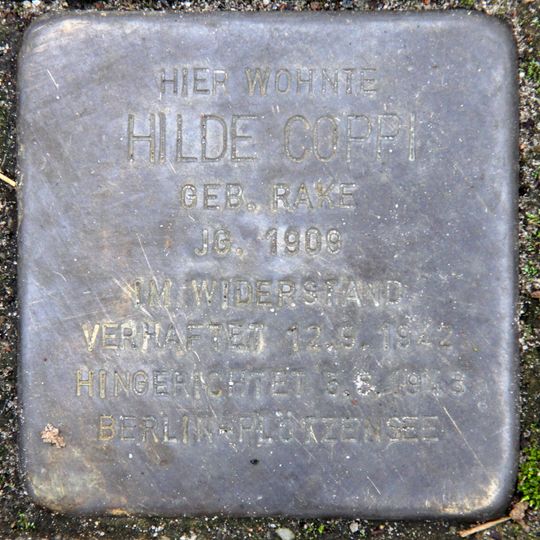 HIER WOHNTE
HILDE COPPI
GEB. RAKE
JG. 1909
IM WIDERSTAND
VERHAFTET 12.9.1942
HINGERICHTET 5.8.1943
BERLIN-PLÖTZENSEE